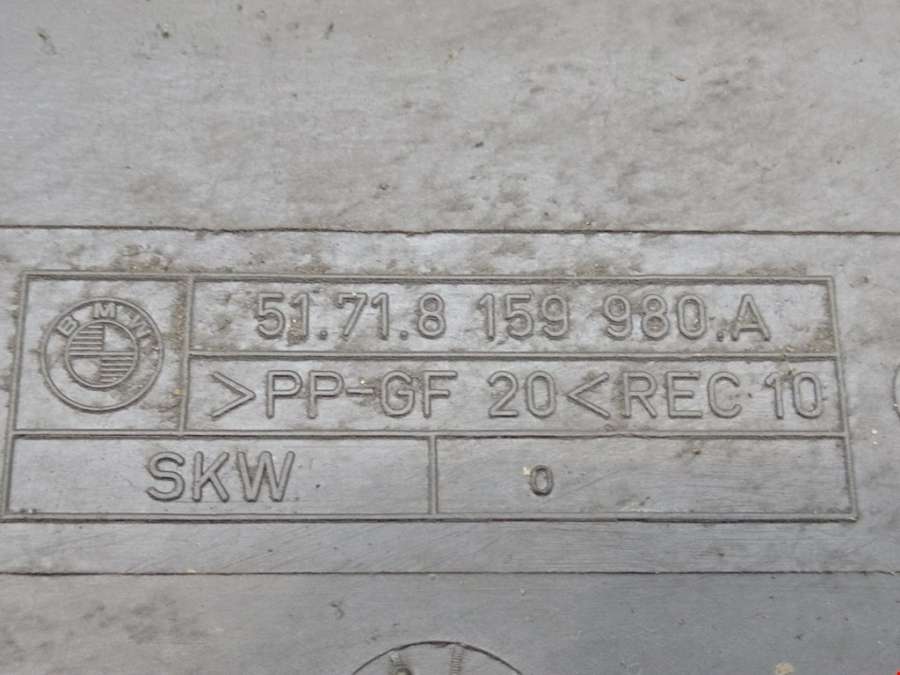 BMW
51.71.8 159 980.A
>PP-GF 20<REC 10
SKW
0